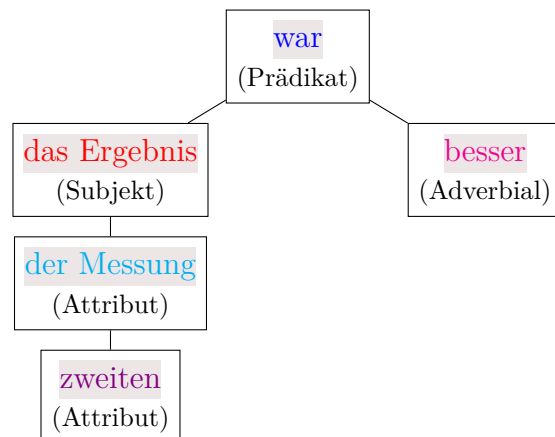 war
(Prädikat)
das Ergebnis
(Subjekt)
besser
(Adverbial)
der Messung
(Attribut)
zweiten
(Attribut)